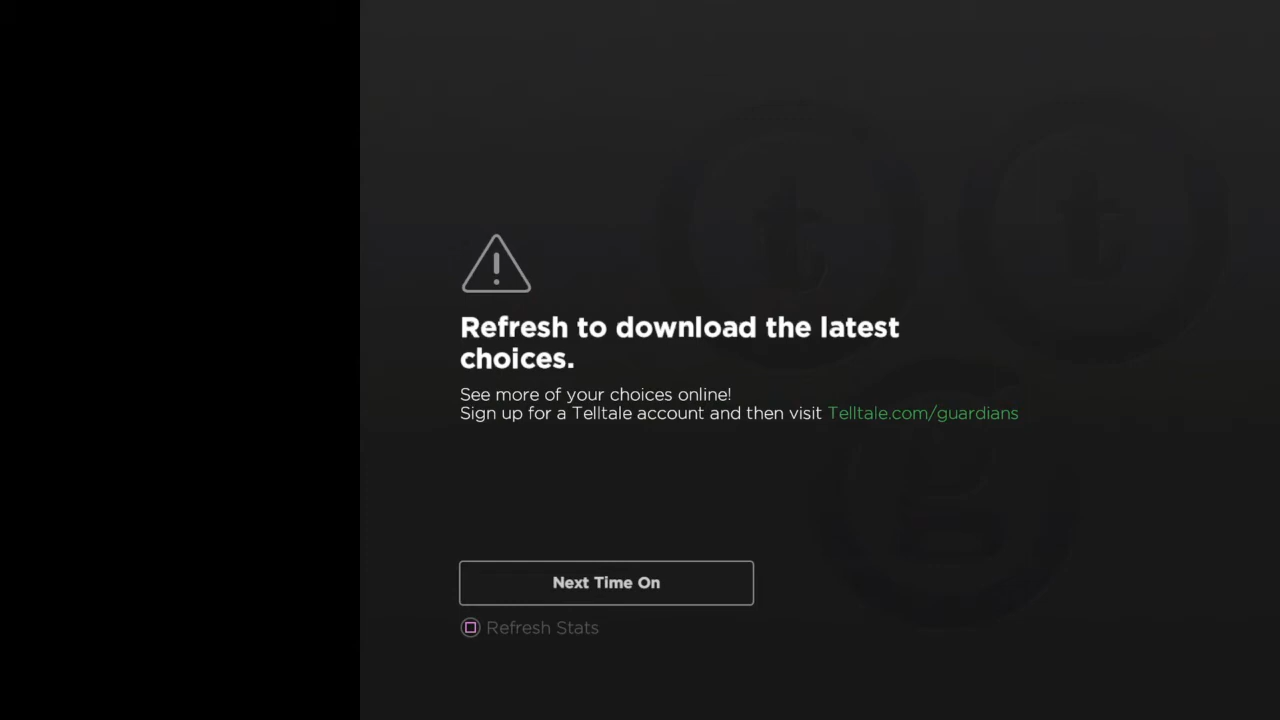 Refresh to download the latest
choices.
See more of your choices online!
Sign up for a Telltale account and then visit Telltale.com/guardians
Next Time On
Refresh Stats
t t
g